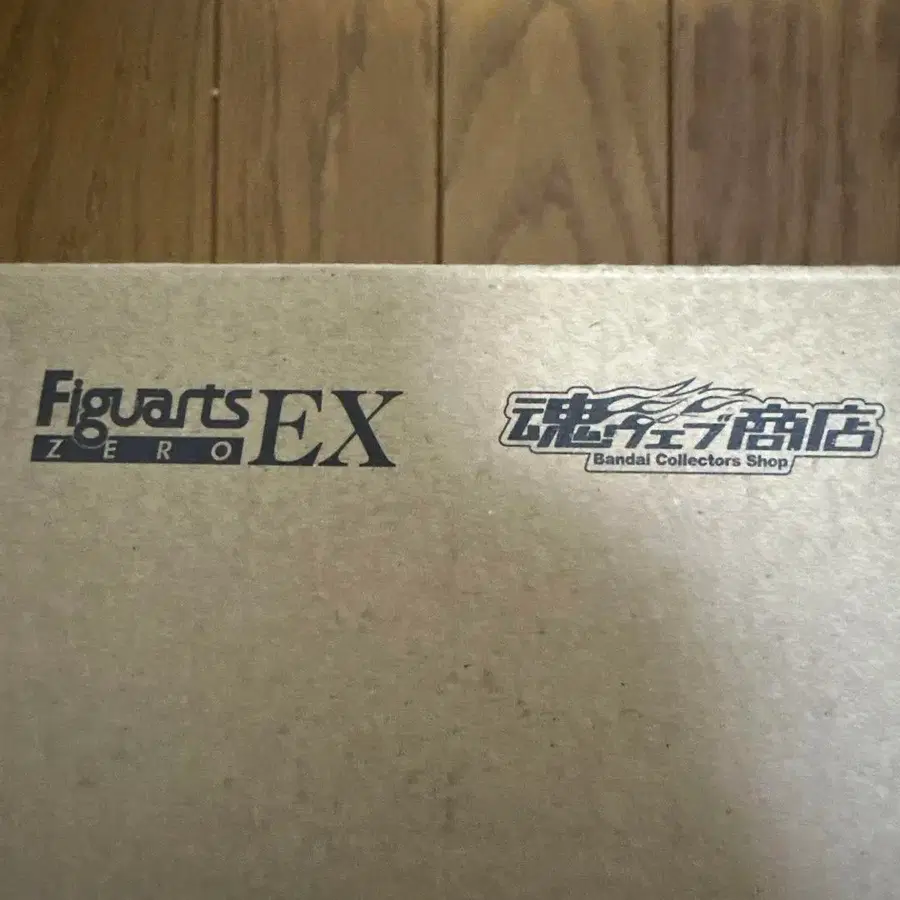 Figuarts
ZERO EX
魂ウェブ商店
Bandai Collectors Shop